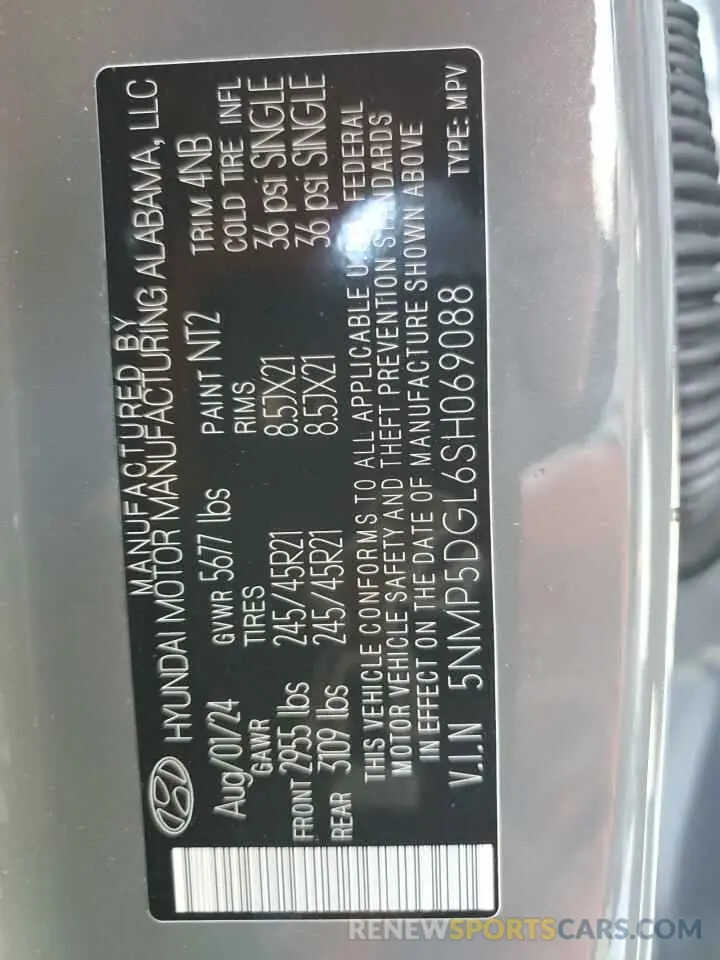 MANUFACTURED BY
HYUNDAI MOTOR MANUFACTURING ALABAMA, LLC
Aug/01/24 GVWR 5677 lbs PAINT NT2 TRIM 4NB
GAWR TIRES RIMS COLD TIRE INFL
FRONT 2955 lbs 245/45R21 8.5JX21 36 psi SINGLE
REAR 3109 lbs 245/45R21 8.5JX21 36 psi SINGLE
THIS VEHICLE CONFORMS TO ALL APPLICABLE FEDERAL
MOTOR VEHICLE SAFETY AND THEFT PREVENTION STANDARDS
IN EFFECT ON THE DATE OF MANUFACTURE SHOWN ABOVE
V.I.N 5NMP5DGL6SH069088 TYPE: MPV
RENEWSPORTSCARS.COM